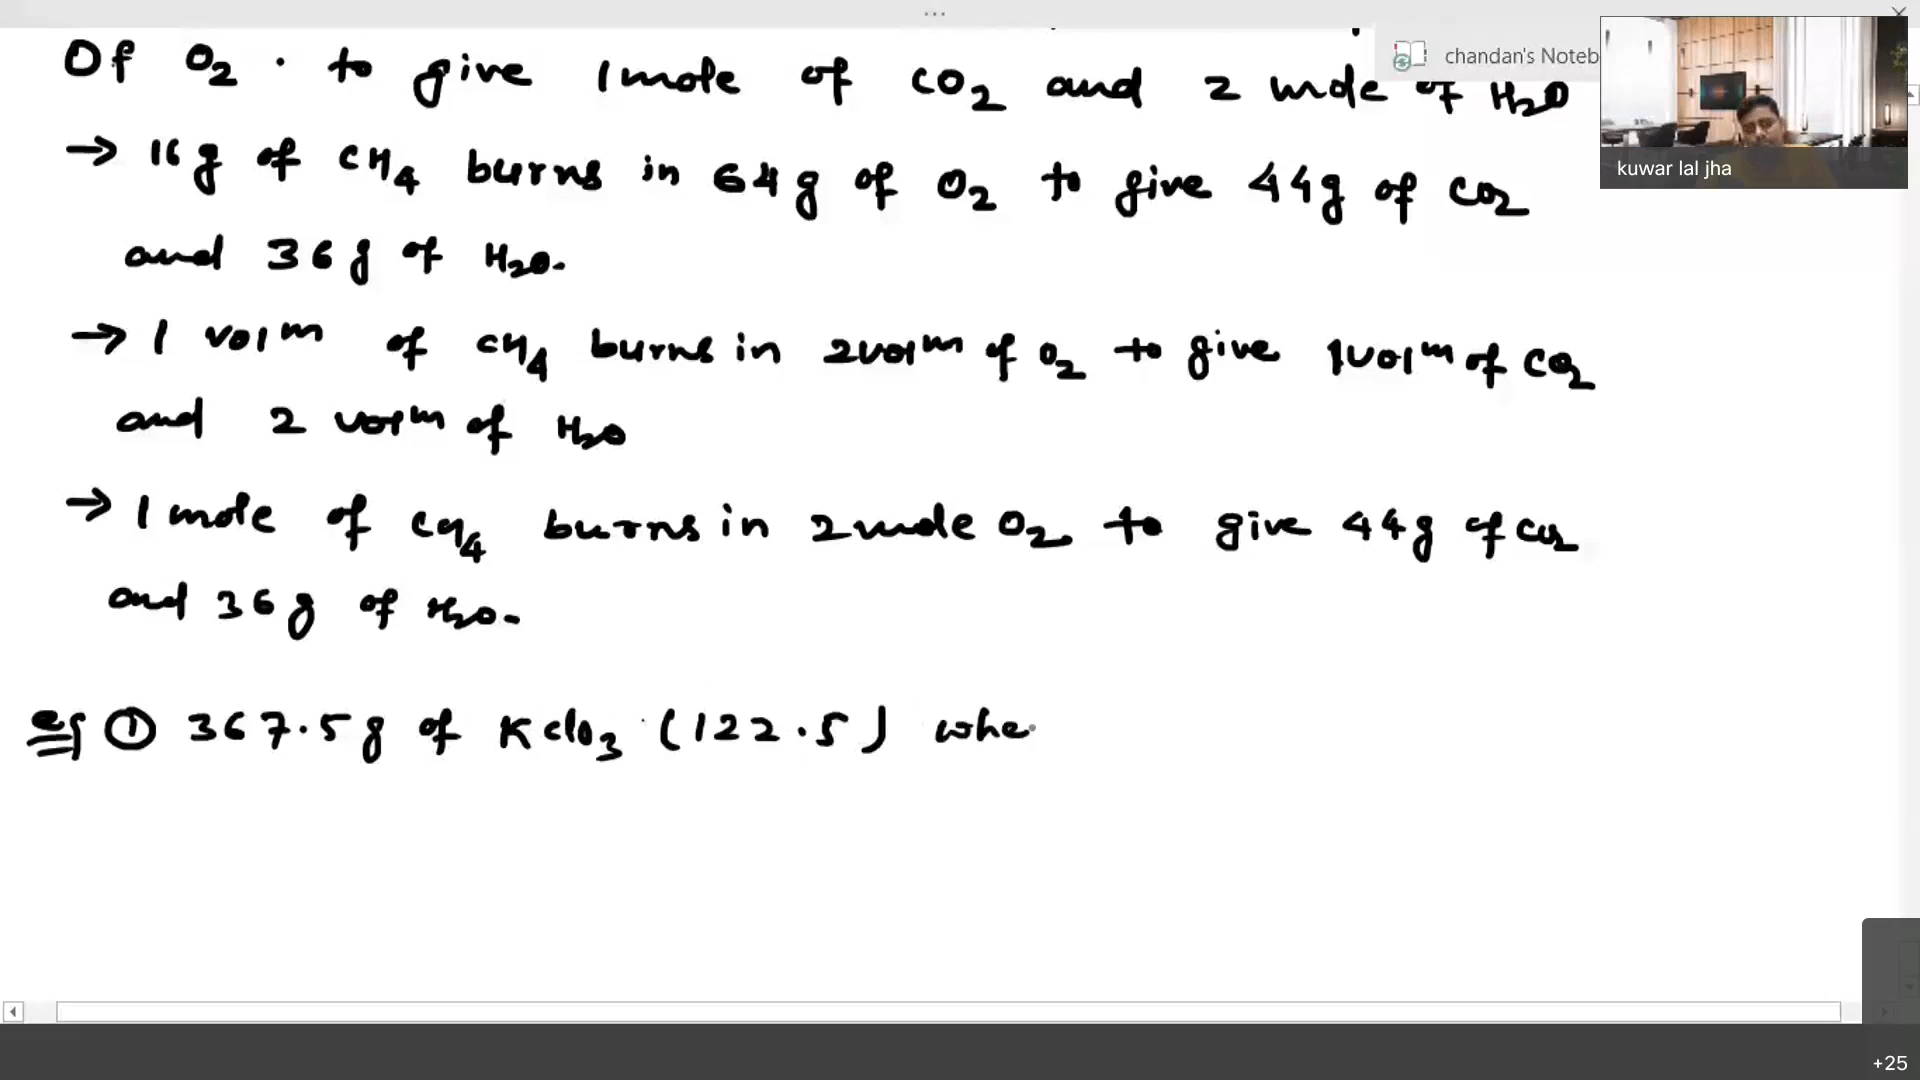 ...
chandan's Noteb
Of O2. to give 1 mole of CO2 and 2 mole of H2O
→ 16 g of CH4 burns in 64 g of O2 to give 44g of CO2
and 36 g of H2O.
→ 1 volm of CH4 burns in 2 volm of O2 to give 1 volm of CO2
and 2 volm of H2O
→ 1 mole of CH4 burns in 2 mole O2 to give 44 g of CO2
and 36 g of H2O.
eg ① 367.5 g of KClO3 (122.5) whe
kuwar lal jha
+25